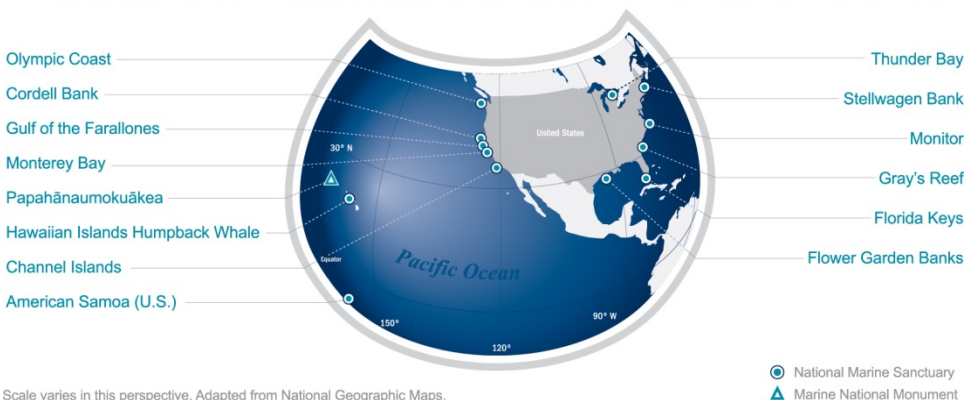 Olympic Coast
Cordell Bank
Gulf of the Farallones
Monterey Bay
Papahānaumokuākea
Hawaiian Islands Humpback Whale
Channel Islands
American Samoa (U.S.)
30° N
United States
Equator
Pacific Ocean
150°
120°
90° W
Thunder Bay
Stellwagen Bank
Monitor
Gray's Reef
Florida Keys
Flower Garden Banks
National Marine Sanctuary
Marine National Monument
Scale varies in this perspective. Adapted from National Geographic Maps.